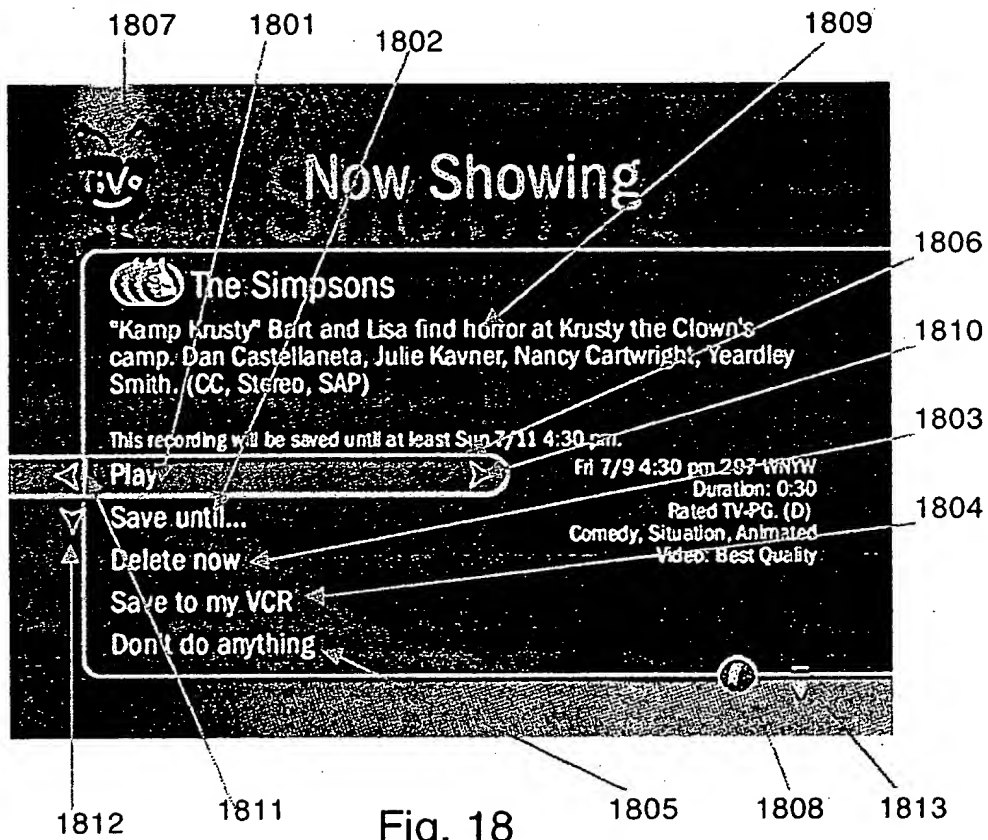 1807 1801 1802 1809
TiVo
Now Showing
1806
The Simpsons
"Kamp Krusty" Bart and Lisa find horror at Krusty the Clown's
camp. Dan Castellaneta, Julie Kavner, Nancy Cartwright, Yeardley
Smith. (CC, Stereo, SAP)
1810
This recording will be saved until at least Sun 7/11 4:30 pm.
1803
Play
Fri 7/9 4:30 pm 297 WNYW
Duration: 0:30
Save until...
Rated TV-PG. (D)
1804
Comedy, Situation, Animated
Delete now
Video: Best Quality
Save to my VCR
Don't do anything
1812 1811 1805 1808 1813
Fig. 18